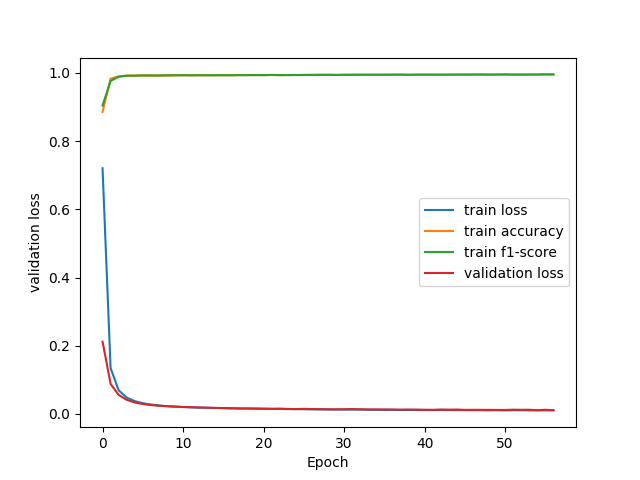 1.0
0.8
0.6
0.4
0.2
0.0
validation loss
train loss
train accuracy
train f1-score
validation loss
0 10 20 30 40 50
Epoch